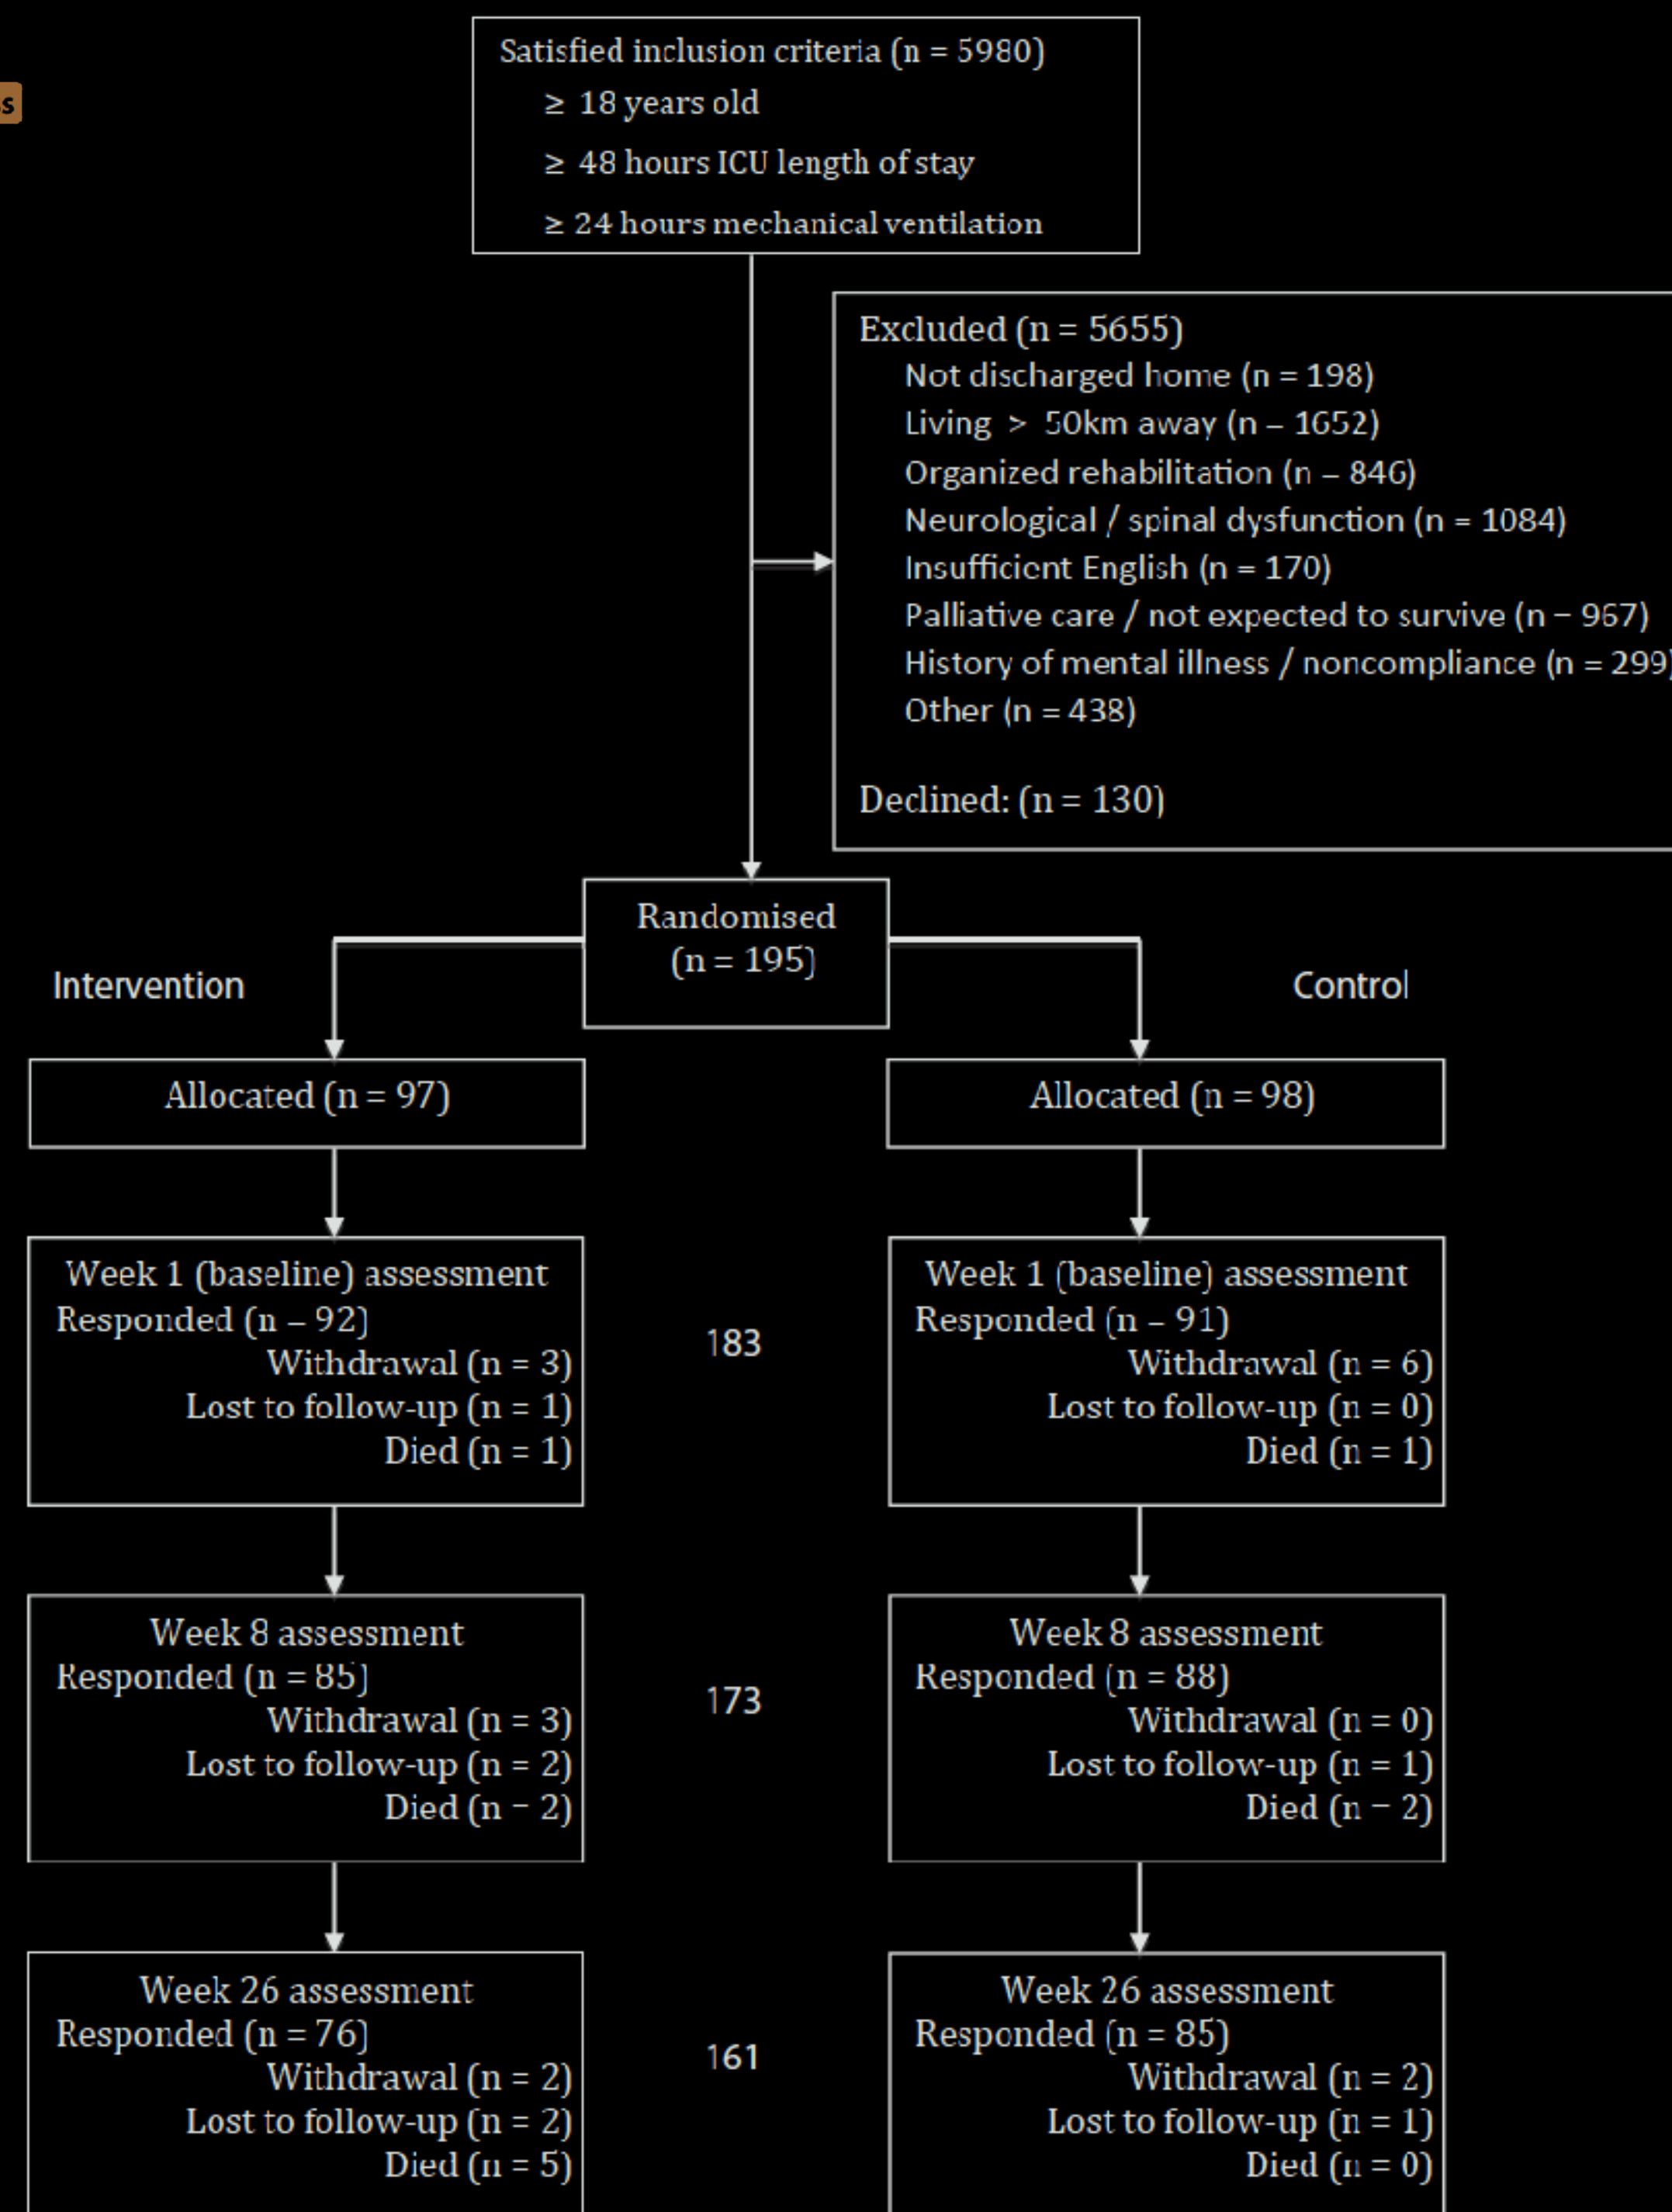 Satisfied inclusion criteria (n = 5980)
≥ 18 years old
s
≥ 48 hours ICU length of stay
≥ 24 hours mechanical ventilation
Excluded (n = 5655)
Not discharged home (n = 198)
Living > 50km away (n = 1652)
Organized rehabilitation (n = 846)
Neurological / spinal dysfunction (n = 1084)
Insufficient English (n = 170)
Palliative care / not expected to survive (n = 967)
History of mental illness / noncompliance (n = 299)
Other (n = 438)
Declined: (n = 130)
Randomised
(n = 195)
Intervention
Control
Allocated (n = 97)
Allocated (n = 98)
Week 1 (baseline) assessment
Responded (n = 92)
Withdrawal (n = 3)
Lost to follow-up (n = 1)
Died (n = 1)
183
Week 1 (baseline) assessment
Responded (n = 91)
Withdrawal (n = 6)
Lost to follow-up (n = 0)
Died (n = 1)
Week 8 assessment
Responded (n = 85)
Withdrawal (n = 3)
Lost to follow-up (n = 2)
Died (n = 2)
173
Week 8 assessment
Responded (n = 88)
Withdrawal (n = 0)
Lost to follow-up (n = 1)
Died (n = 2)
Week 26 assessment
Responded (n = 76)
Withdrawal (n = 2)
Lost to follow-up (n = 2)
Died (n = 5)
161
Week 26 assessment
Responded (n = 85)
Withdrawal (n = 2)
Lost to follow-up (n = 1)
Died (n = 0)